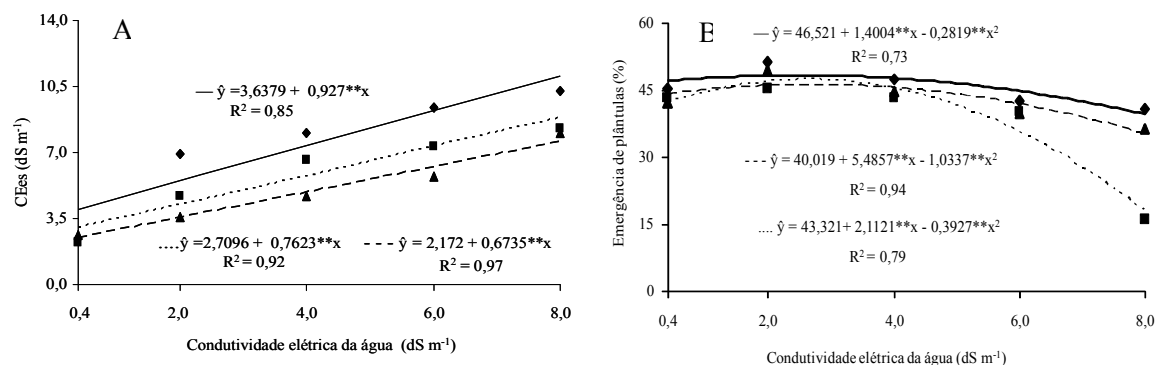 A
CEes (dS m⁻¹)
10,5
7,0
3,5
0,0
— ŷ =3,6379 + 0,927**x
R² = 0,85
....ŷ =2,7096 + 0,7623**x
R² = 0,92
--- ŷ = 2,172 + 0,6735**x
R² = 0,97
0,4 2,0 4,0 6,0 8,0
Condutividade elétrica da água (dS m⁻¹)
B
Emergência de plântulas (%)
60
45
30
15
0
— ŷ = 46,521 + 1,4004**x - 0,2819**x²
R² = 0,73
--- ŷ = 40,019 + 5,4857**x - 1,0337**x²
R² = 0,94
.... ŷ = 43,321+ 2,1121**x - 0,3927**x²
R² = 0,79
0,4 2,0 4,0 6,0 8,0
Condutividade elétrica da água (dS m⁻¹)